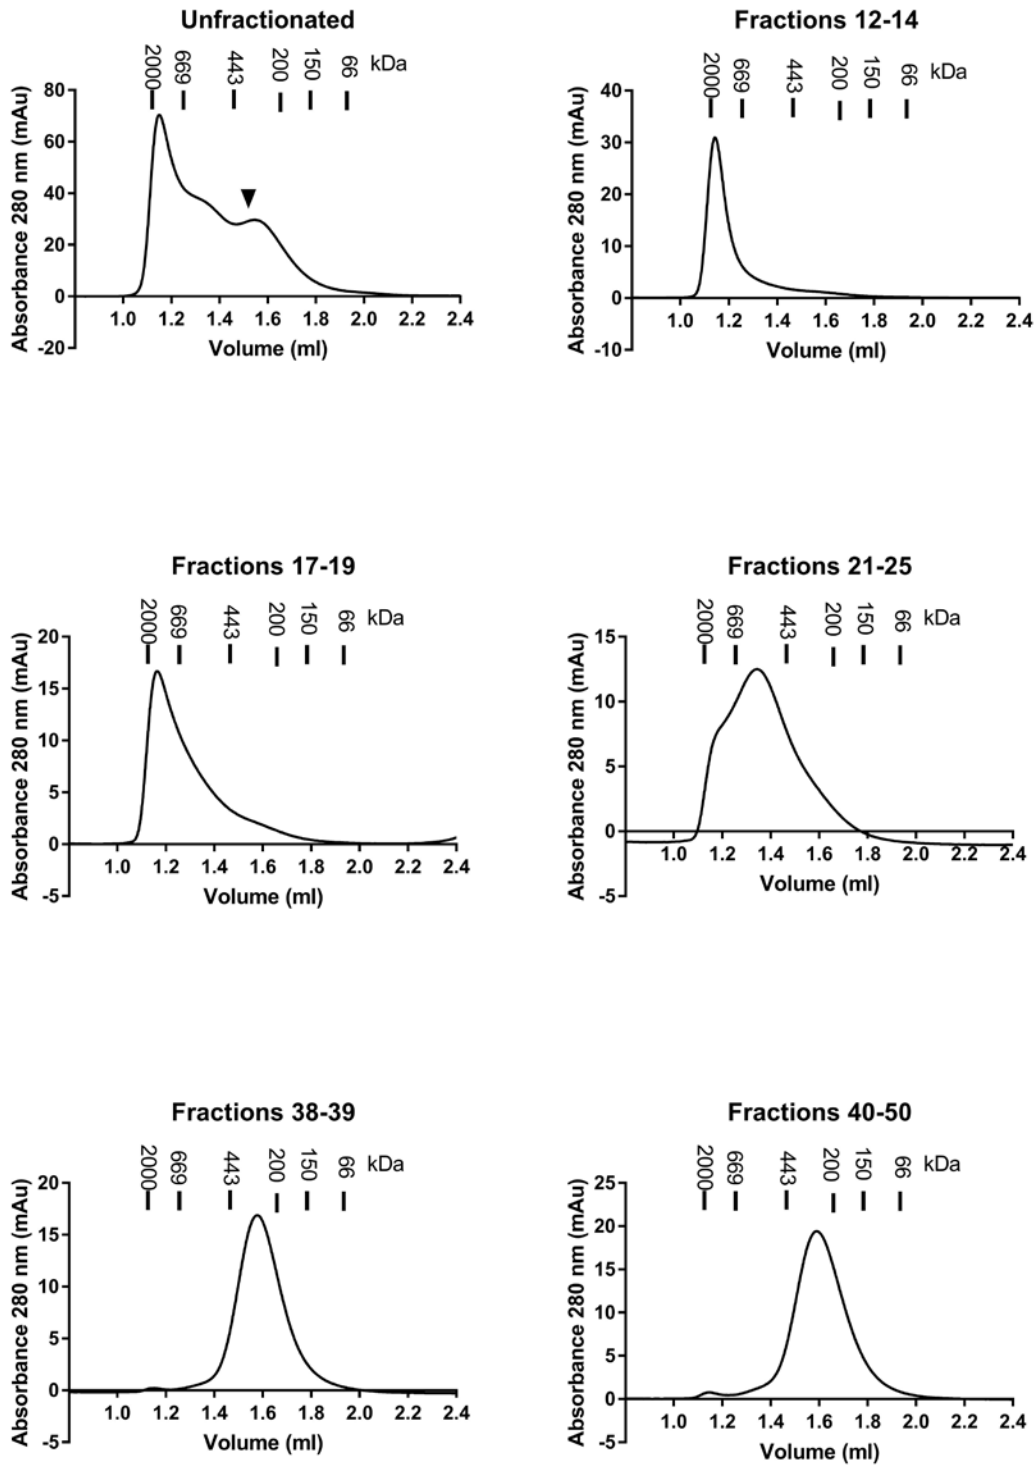 Unfractionated
2000 669 443 200 150 66 kDa
80
60
40
20
0
-20
Absorbance 280 nm (mAu)
1.0 1.2 1.4 1.6 1.8 2.0 2.2 2.4
Volume (ml)
Fractions 12-14
2000 669 443 200 150 66 kDa
40
30
20
10
0
-10
Absorbance 280 nm (mAu)
1.0 1.2 1.4 1.6 1.8 2.0 2.2 2.4
Volume (ml)
Fractions 17-19
2000 669 443 200 150 66 kDa
20
15
10
5
0
-5
Absorbance 280 nm (mAu)
1.0 1.2 1.4 1.6 1.8 2.0 2.2 2.4
Volume (ml)
Fractions 21-25
2000 669 443 200 150 66 kDa
15
10
5
0
-5
Absorbance 280 nm (mAu)
1.0 1.2 1.4 1.6 1.8 2.0 2.2 2.4
Volume (ml)
Fractions 38-39
2000 669 443 200 150 66 kDa
20
15
10
5
0
-5
Absorbance 280 nm (mAu)
1.0 1.2 1.4 1.6 1.8 2.0 2.2 2.4
Volume (ml)
Fractions 40-50
2000 669 443 200 150 66 kDa
25
20
15
10
5
0
-5
Absorbance 280 nm (mAu)
1.0 1.2 1.4 1.6 1.8 2.0 2.2 2.4
Volume (ml)